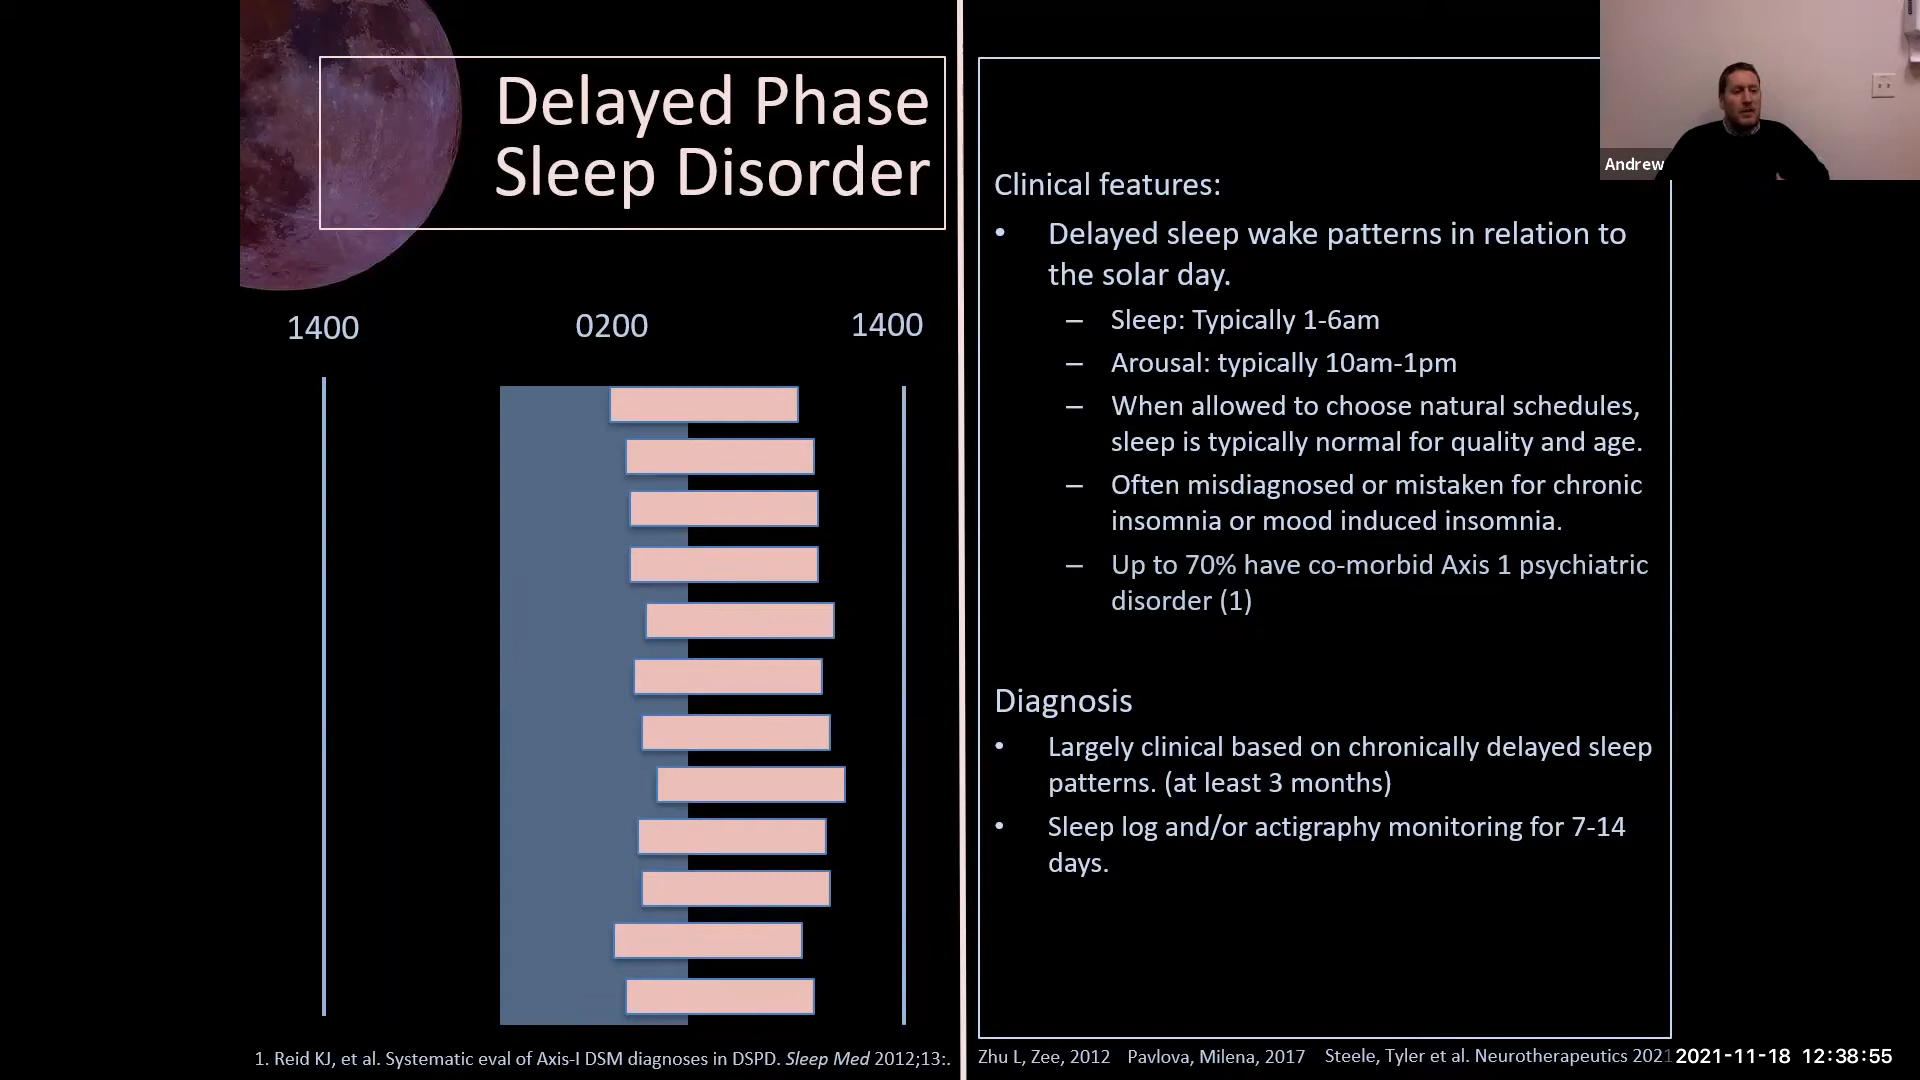 Delayed Phase
Sleep Disorder
1400
0200
1400
1. Reid KJ, et al. Systematic eval of Axis-I DSM diagnoses in DSPD. Sleep Med 2012;13:.
Clinical features:
• Delayed sleep wake patterns in relation to
the solar day.
– Sleep: Typically 1-6am
– Arousal: typically 10am-1pm
– When allowed to choose natural schedules,
sleep is typically normal for quality and age.
– Often misdiagnosed or mistaken for chronic
insomnia or mood induced insomnia.
– Up to 70% have co-morbid Axis 1 psychiatric
disorder (1)
Diagnosis
• Largely clinical based on chronically delayed sleep
patterns. (at least 3 months)
• Sleep log and/or actigraphy monitoring for 7-14
days.
Zhu L, Zee, 2012 Pavlova, Milena, 2017 Steele, Tyler et al. Neurotherapeutics 2021
Andrew
2021-11-18 12:38:55